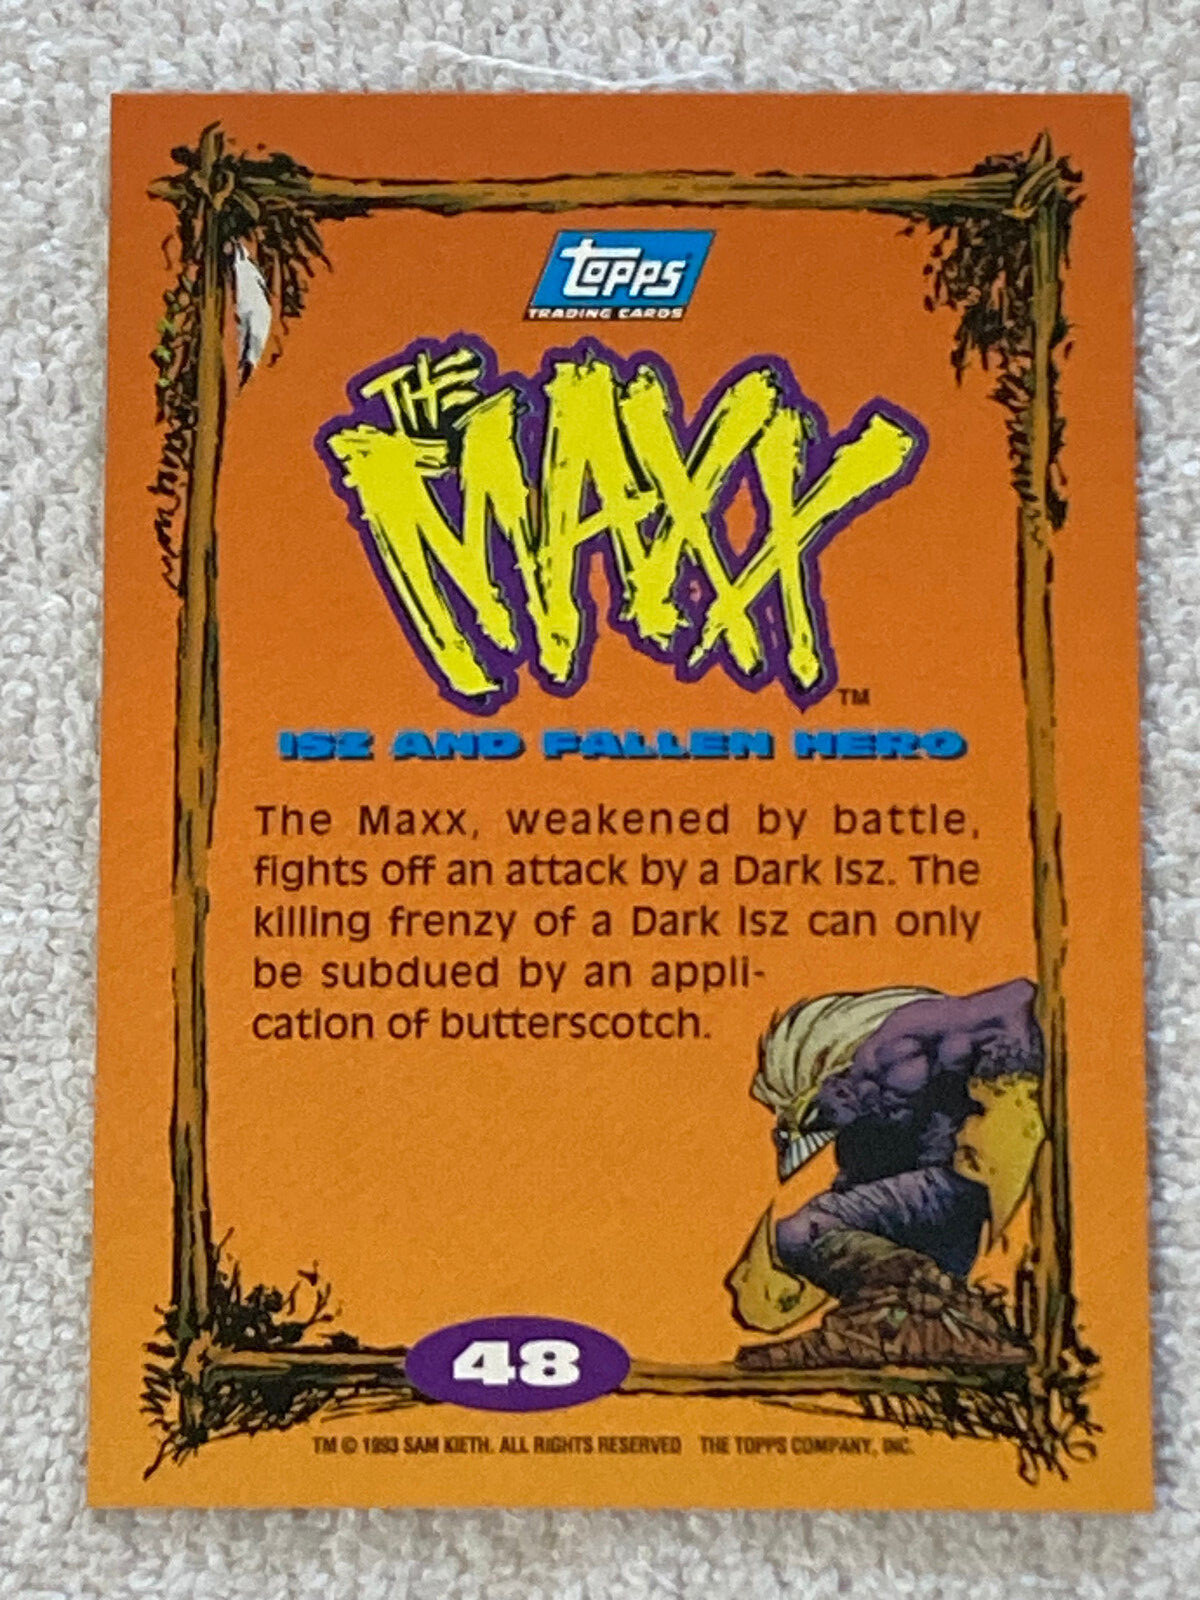 topps
TRADING CARDS
THE
MAXX
TM
ISZ AND FALLEN HERO
The Maxx, weakened by battle,
fights off an attack by a Dark Isz. The
killing frenzy of a Dark Isz can only
be subdued by an appli-
cation of butterscotch.
48
TM © 1993 SAM KIETH. ALL RIGHTS RESERVED THE TOPPS COMPANY, INC.